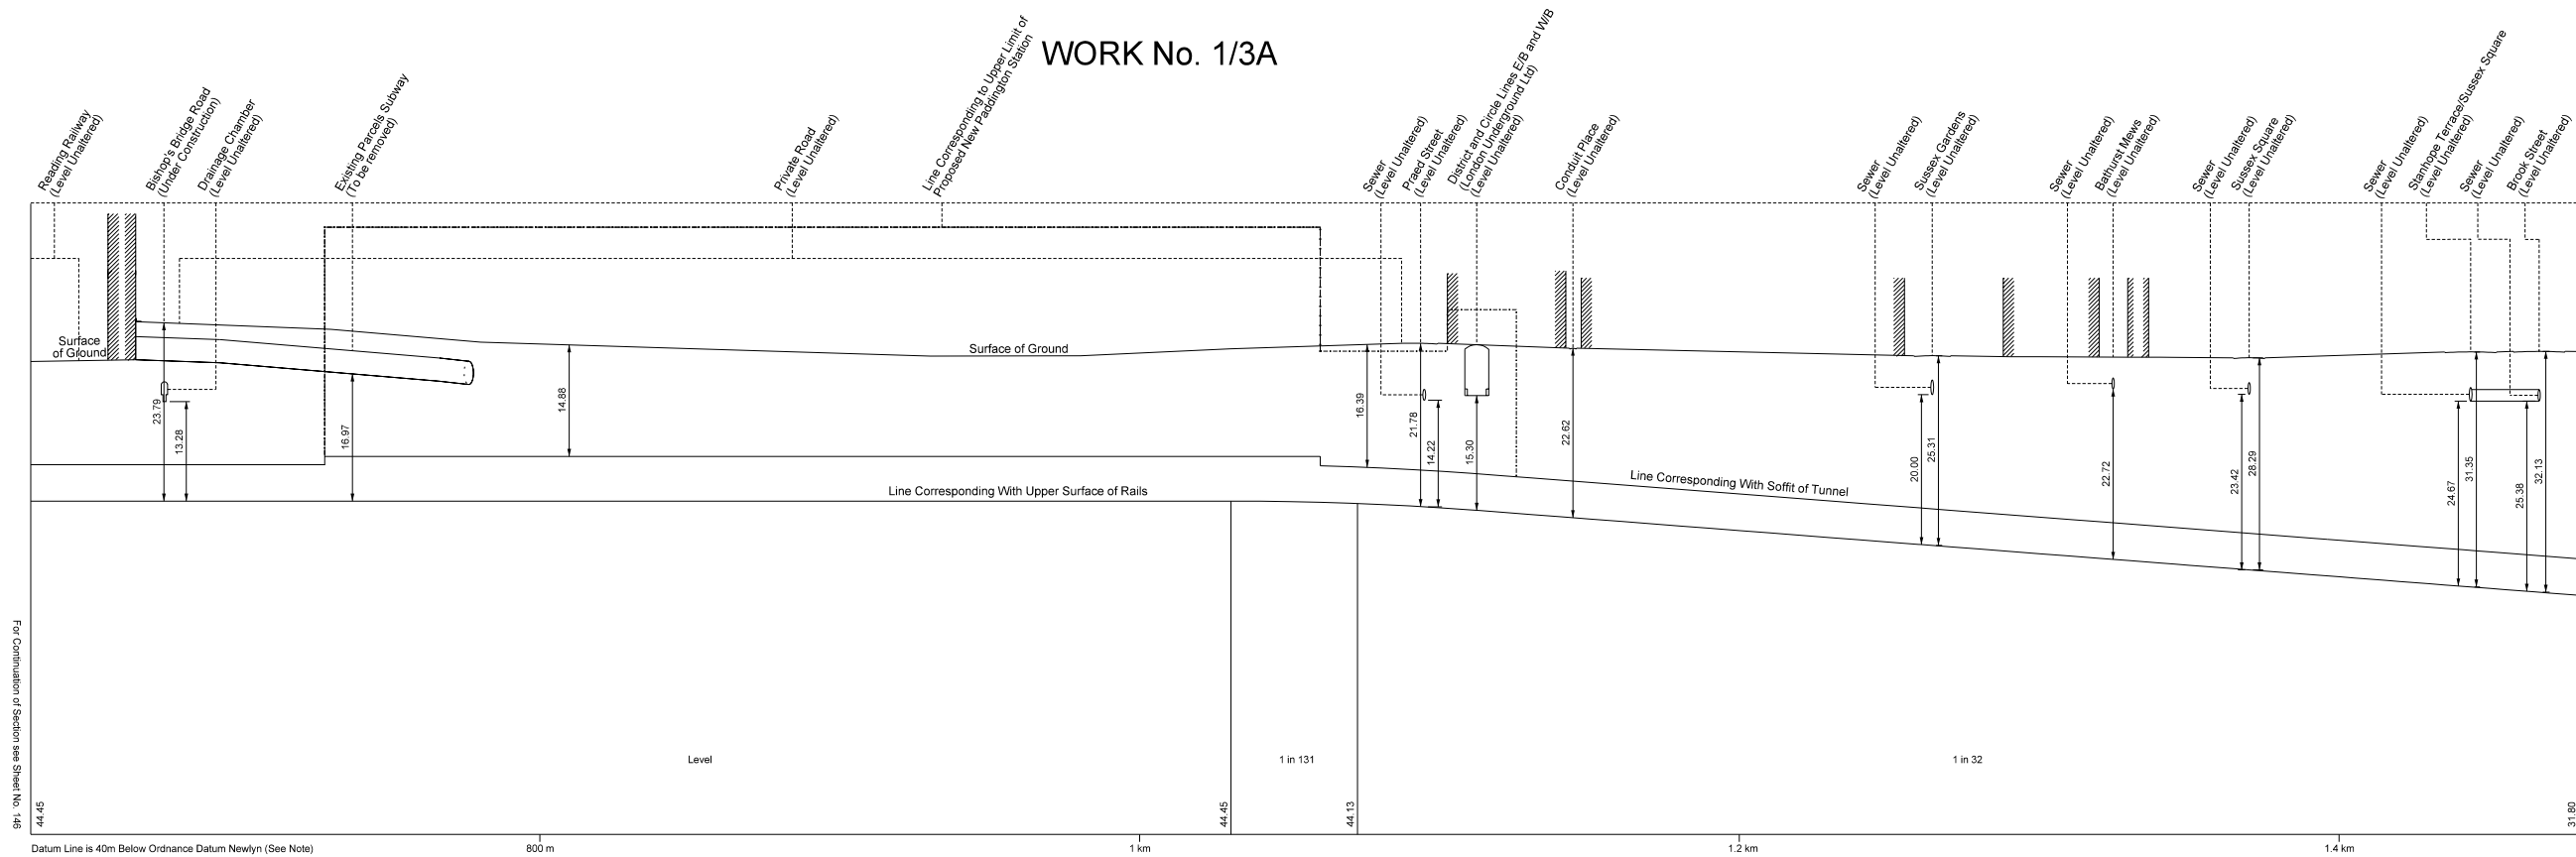 WORK No. 1/3A
Reading Railway
(Level Unaltered)
Bishop's Bridge Road
(Under Construction)
Drainage Chamber
(Level Unaltered)
Existing Parcels Subway
(To be removed)
Private Road
(Level Unaltered)
Line Corresponding to Upper Limit of
Proposed New Paddington Station
Sewer
(Level Unaltered)
Praed Street
(Level Unaltered)
District and Circle Lines E/B and W/B
(London Underground Ltd)
(Level Unaltered)
Conduit Place
(Level Unaltered)
Sewer
(Level Unaltered)
Sussex Gardens
(Level Unaltered)
Sewer
(Level Unaltered)
Bathurst Mews
(Level Unaltered)
Sewer
(Level Unaltered)
Sussex Square
(Level Unaltered)
Sewer
(Level Unaltered)
Stanhope Terrace/Sussex Square
(Level Unaltered)
Sewer
(Level Unaltered)
Brook Street
(Level Unaltered)
Surface
of Ground
Surface of Ground
23.79
13.28
16.97
14.88
16.39
21.78
14.22
15.30
22.62
20.00
25.31
22.72
23.42
28.29
24.67
31.35
25.38
32.13
Line Corresponding With Upper Surface of Rails
Line Corresponding With Soffit of Tunnel
For Continuation of Section see Sheet No. 146
Level
1 in 131
1 in 32
44.45
44.45
44.13
31.80
Datum Line is 40m Below Ordnance Datum Newlyn (See Note)
800 m
1 km
1.2 km
1.4 km